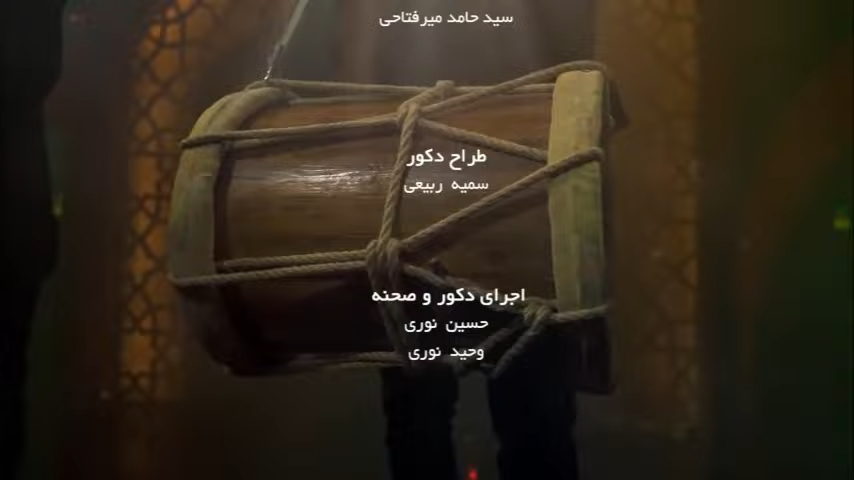 سید حامد میرفتاحی
طراح دکور
سمیه ربیعی
اجرای دکور و صحنه
حسین نوری
وحید نوری